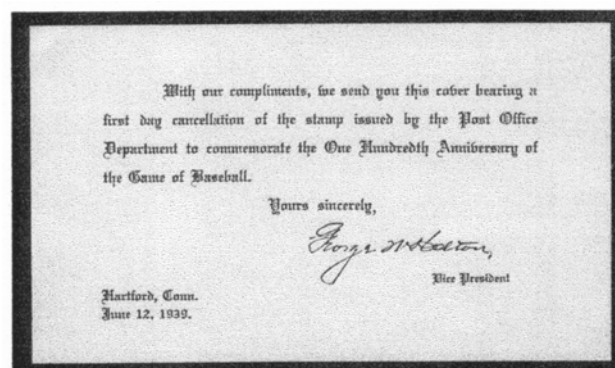 With our compliments, we send you this cover bearing a
first day cancellation of the stamp issued by the Post Office
Department to commemorate the One Hundredth Anniversary of
the Game of Baseball.
Yours sincerely,
George W
Vice President
Hartford, Conn.
June 12, 1939.